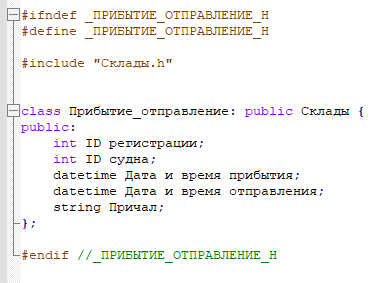 #ifndef _ПРИБЫТИЕ_ОТПРАВЛЕНИЕ_H
#define _ПРИБЫТИЕ_ОТПРАВЛЕНИЕ_H
#include "Склады.h"
class Прибытие_отправление: public Склады {
public:
int ID регистрации;
int ID судна;
datetime Дата и время прибытия;
datetime Дата и время отправления;
string Причал;
};
#endif //_ПРИБЫТИЕ_ОТПРАВЛЕНИЕ_H